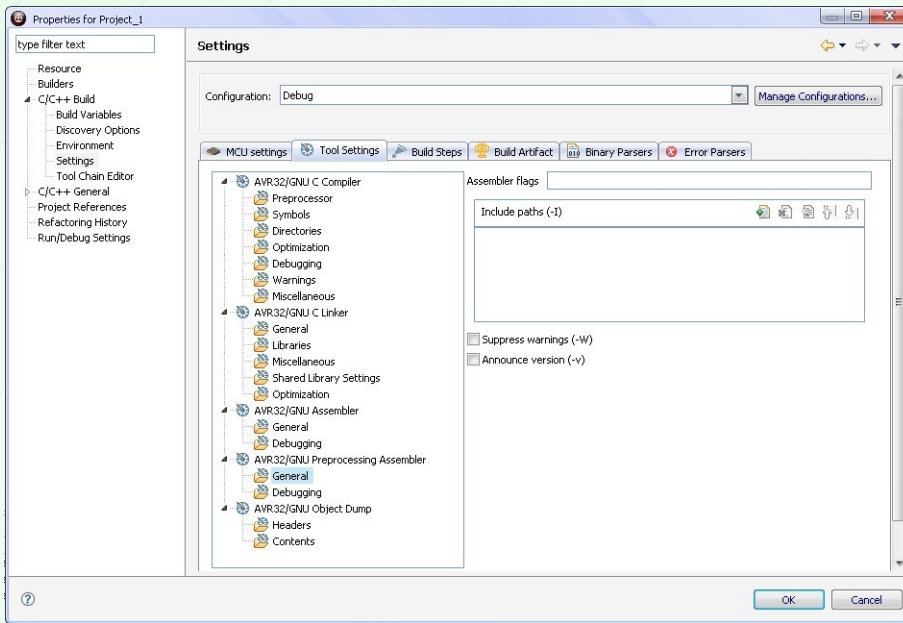 Properties for Project_1
type filter text
Resource
Builders
C/C++ Build
Build Variables
Discovery Options
Environment
Settings
Tool Chain Editor
C/C++ General
Project References
Refactoring History
Run/Debug Settings
Settings
Configuration: Debug
Manage Configurations...
MCU settings Tool Settings Build Steps Build Artifact Binary Parsers Error Parsers
AVR32/GNU C Compiler
Preprocessor
Symbols
Directories
Optimization
Debugging
Warnings
Miscellaneous
AVR32/GNU C Linker
General
Libraries
Miscellaneous
Shared Library Settings
Optimization
AVR32/GNU Assembler
General
Debugging
AVR32/GNU Preprocessing Assembler
General
Debugging
AVR32/GNU Object Dump
Headers
Contents
Assembler flags
Include paths (-I)
Suppress warnings (-W)
Announce version (-v)
OK Cancel